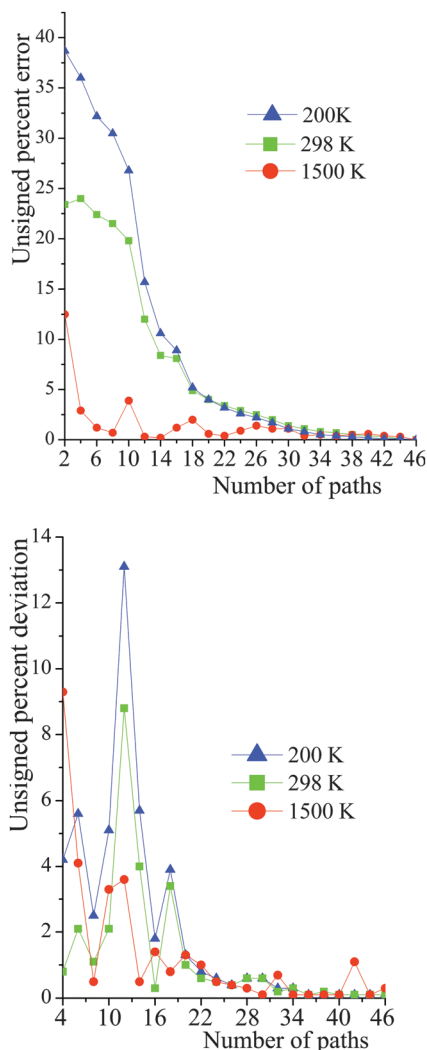 Unsigned percent error
40
35
30
25
20
15
10
5
0
200K
298 K
1500 K
2 6 10 14 18 22 26 30 34 38 42 46
Number of paths
Unsigned percent deviation
14
12
10
8
6
4
2
0
200 K
298 K
1500 K
4 10 16 22 28 34 40 46
Number of paths